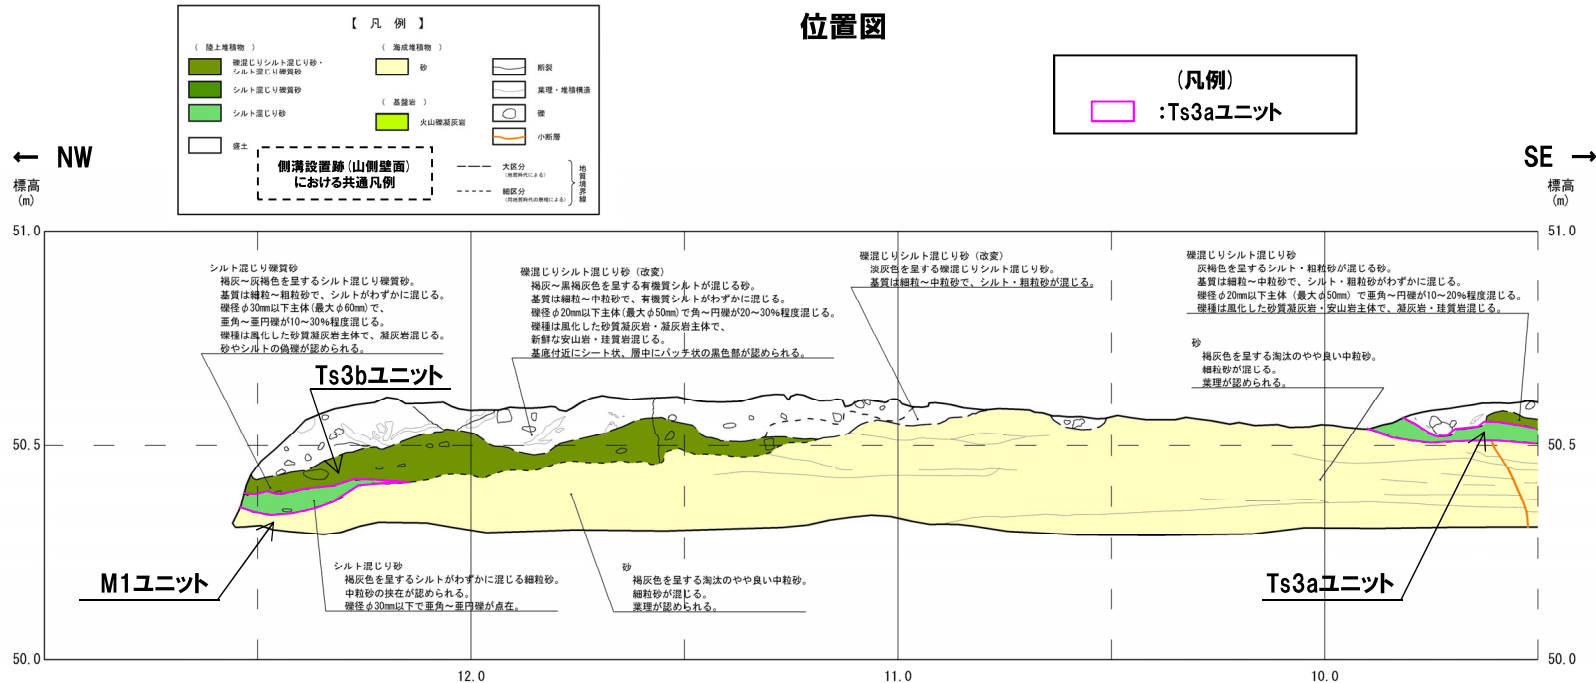 位置図
【 凡 例 】
( 陸上堆積物 )
礫混じりシルト混じり砂・
シルト混じり礫質砂
シルト混じり礫質砂
シルト混じり砂
盛土
( 海成堆積物 )
砂
( 基盤岩 )
火山礫凝灰岩
断裂
葉理・堆積構造
礫
小断層
側溝設置跡(山側壁面)
における共通凡例
大区分
(地質時代による)
細区分
(同地質時代の層相による)
地質境界線
(凡例)
:Ts3aユニット
← NW
標高
(m)
SE →
標高
(m)
51.0
51.0
シルト混じり礫質砂
褐灰~灰褐色を呈するシルト混じり礫質砂。
基質は細粒~粗粒砂で、シルトがわずかに混じる。
礫径φ30mm以下主体(最大φ60mm)で、
亜角~亜円礫が10~30%程度混じる。
礫種は風化した砂質凝灰岩主体で、凝灰岩混じる。
砂やシルトの偽礫が認められる。
礫混じりシルト混じり砂(改変)
褐灰~黒褐灰色を呈する有機質シルトが混じる砂。
基質は細粒~中粒砂で、有機質シルトがわずかに混じる。
礫径φ20mm以下主体(最大φ50mm)で角~円礫が20~30%程度混じる。
礫種は風化した砂質凝灰岩・凝灰岩主体で、
新鮮な安山岩・珪質岩混じる。
基底付近にシート状、層中にパッチ状の黒色部が認められる。
礫混じりシルト混じり砂(改変)
淡灰色を呈する礫混じりシルト混じり砂。
基質は細粒~中粒砂で、シルト・粗粒砂が混じる。
礫混じりシルト混じり砂
灰褐色を呈するシルト・粗粒砂が混じる砂。
基質は細粒~中粒砂で、シルト・粗粒砂がわずかに混じる。
礫径φ20mm以下主体(最大φ50mm)で亜角~円礫が10~20%程度混じる。
礫種は風化した砂質凝灰岩・安山岩主体で、凝灰岩・珪質岩混じる。
砂
褐灰色を呈する淘汰のやや良い中粒砂。
細粒砂が混じる。
葉理が認められる。
Ts3bユニット
50.5
50.5
M1ユニット
シルト混じり砂
褐灰色を呈するシルトがわずかに混じる細粒砂。
中粒砂の挟在が認められる。
礫径φ30mm以下で亜角~亜円礫が点在。
砂
褐灰色を呈する淘汰のやや良い中粒砂。
細粒砂が混じる。
葉理が認められる。
Ts3aユニット
50.0
50.0
12.0
11.0
10.0